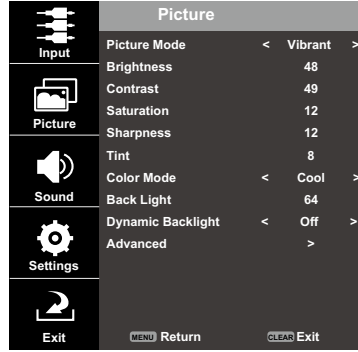 Input
Picture
Sound
Settings
Exit
Picture
Picture Mode < Vibrant >
Brightness 48
Contrast 49
Saturation 12
Sharpness 12
Tint 8
Color Mode < Cool >
Back Light 64
Dynamic Backlight < Off >
Advanced >
MENU Return CLEAR Exit